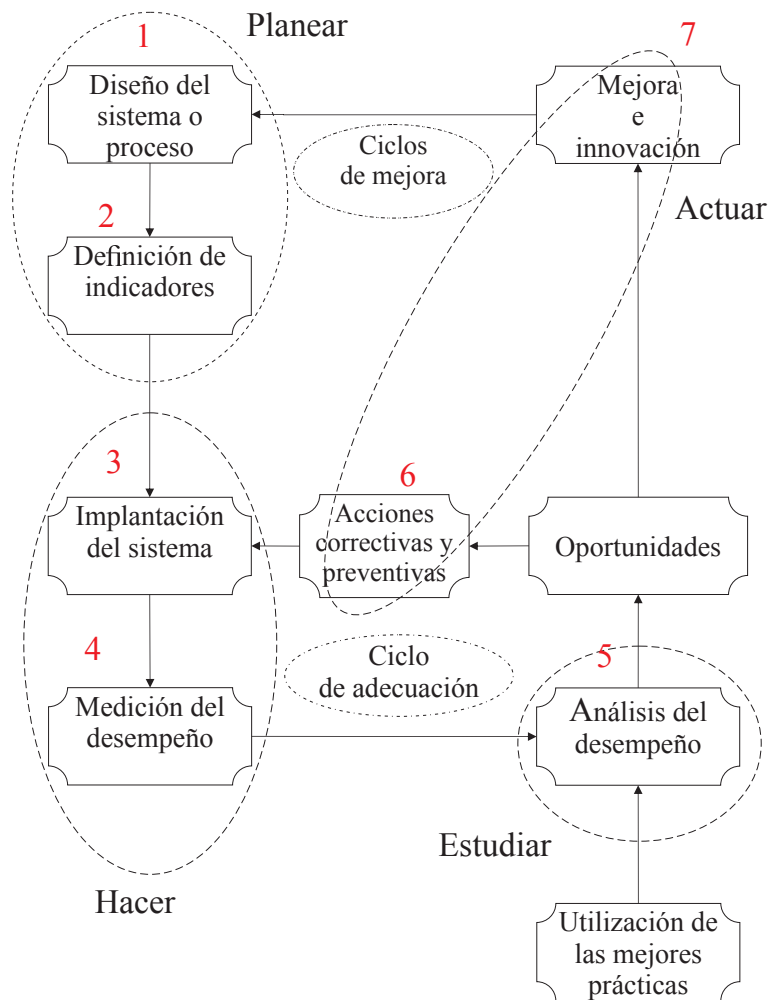 1
Planear
7
Diseño del
sistema o
proceso
Mejora
e
innovación
Ciclos
de mejora
Actuar
2
Definición de
indicadores
3
6
Implantación
del sistema
Acciones
correctivas y
preventivas
Oportunidades
4
Ciclo
de adecuación
5
Medición del
desempeño
Análisis del
desempeño
Estudiar
Hacer
Utilización de
las mejores
prácticas